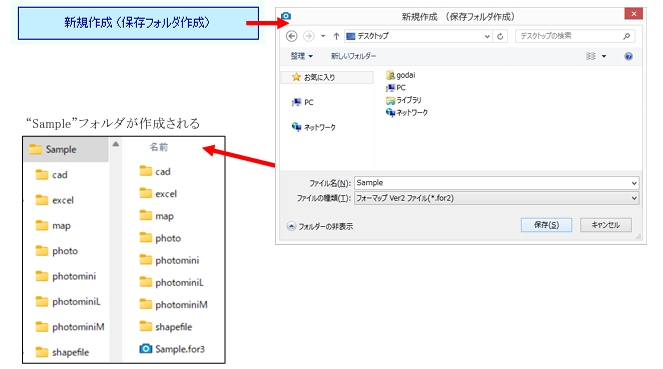 新規作成（保存フォルダ作成）
新規作成 （保存フォルダ作成）
デスクトップ
デスクトップの検索
整理
新しいフォルダー
お気に入り
PC
ネットワーク
godai
PC
ライブラリ
ネットワーク
ファイル名(N):
Sample
ファイルの種類(T):
フォーマップ Ver2 ファイル(*.for2)
フォルダーの非表示
保存(S)
キャンセル
“Sample”フォルダが作成される
Sample
cad
excel
map
photo
photomini
photominiL
photominiM
shapefile
名前
cad
excel
map
photo
photomini
photominiL
photominiM
shapefile
Sample.for3